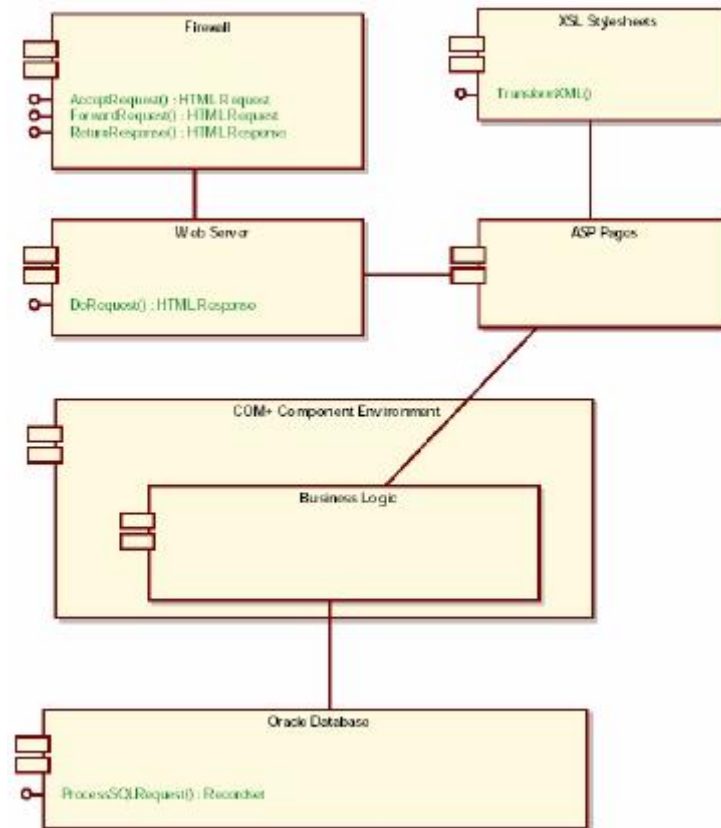 Firewall
AcceptRequest() : HTMLRequest
ForwardRequest() : HTMLRequest
ReturnResponse() : HTMLResponse
XSL Stylesheets
TransformXML()
Web Server
DoRequest() : HTMLResponse
ASP Pages
COM+ Component Environment
Business Logic
Oracle Database
ProcessSQLRequest() : Recordset